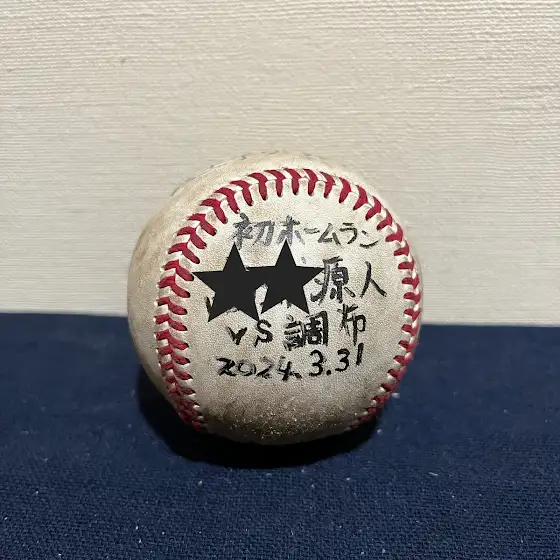 初ホームラン
源人
vs 調布
2024.3.31